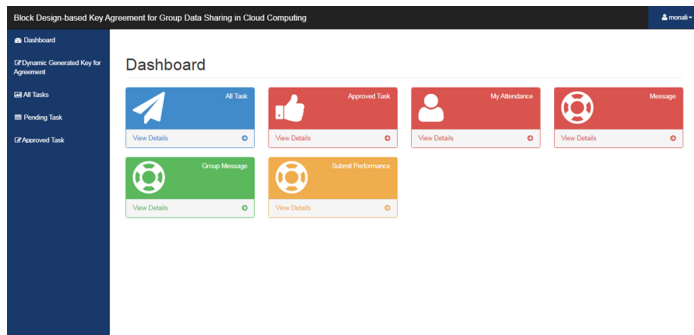 Block Design-based Key Agreement for Group Data Sharing in Cloud Computing
monali
Dashboard
Dynamic Generated Key for
Agreement
All Tasks
Pending Task
Approved Task
Dashboard
All Task
View Details
Approved Task
View Details
My Attendance
View Details
Message
View Details
Group Message
View Details
Submit Performance
View Details